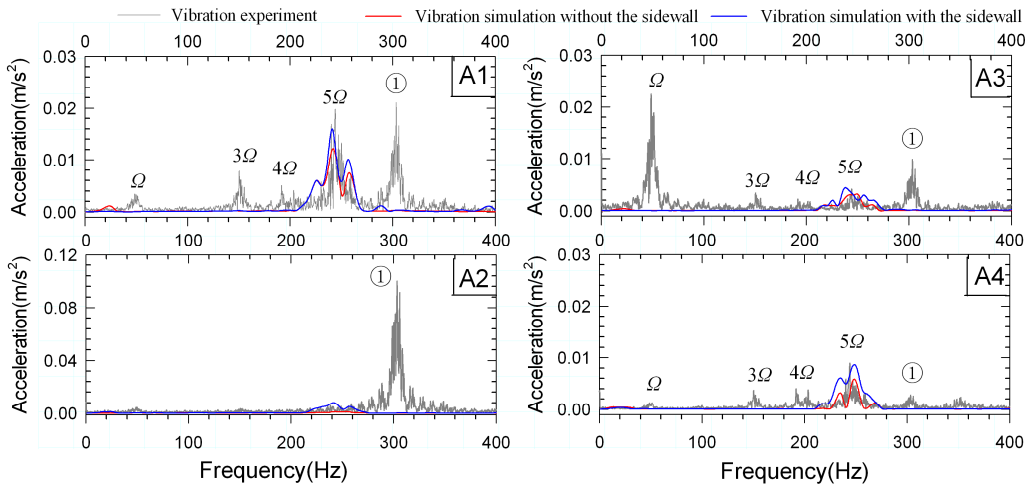 Vibration experiment Vibration simulation without the sidewall Vibration simulation with the sidewall
0 100 200 300 400 0 100 200 300 400
0.03 A1 0.03 A3
Acceleration(m/s²) Acceleration(m/s²)
0.02 0.02
0.01 0.01
0.00 0.00
Ω 3Ω 4Ω 5Ω ① Ω 3Ω 4Ω 5Ω ①
0 100 200 300 400 0 100 200 300 400
0.12 A2 0.03 A4
Acceleration(m/s²) Acceleration(m/s²)
0.08 0.02
0.04 0.01
0.00 0.00
① Ω 3Ω 4Ω 5Ω ①
0 100 200 300 400 0 100 200 300 400
Frequency(Hz) Frequency(Hz)